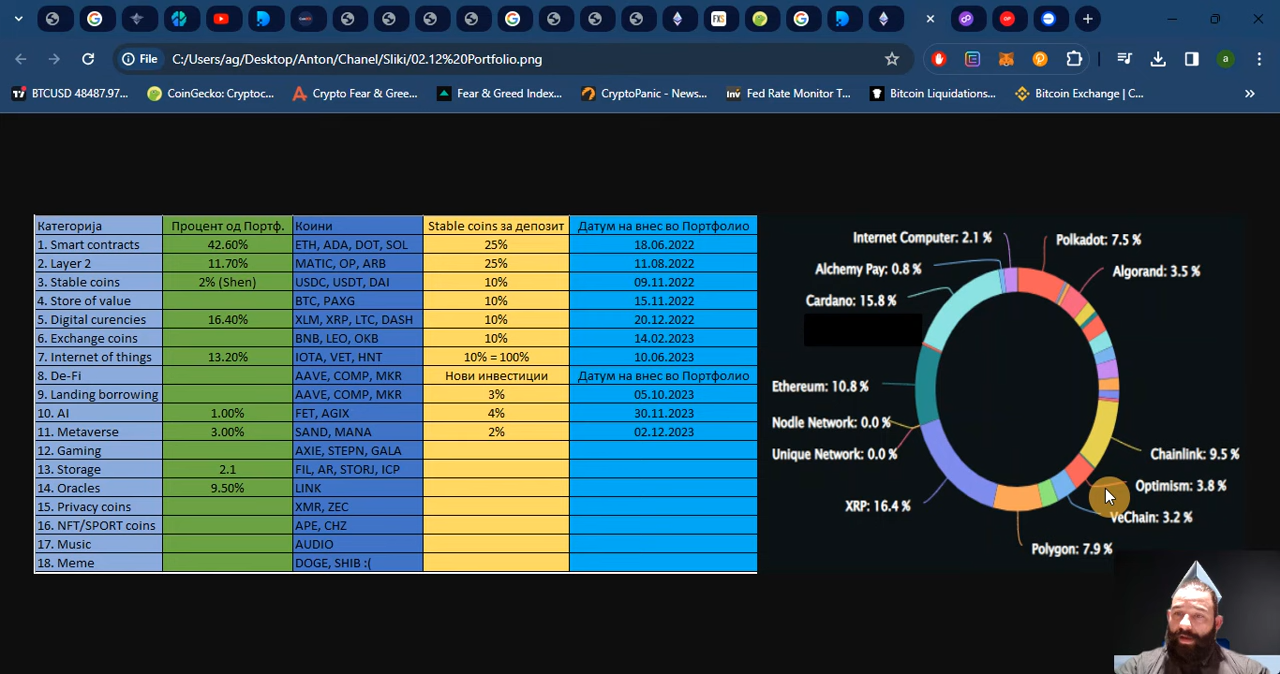 FXS
OP
File
C:/Users/ag/Desktop/Anton/Chanel/Sliki/02.12%20Portfolio.png
a
BTCUSD 48487.97...
CoinGecko: Cryptoc...
Crypto Fear & Gree...
Fear & Greed Index...
CryptoPanic - News...
Inv
Fed Rate Monitor T...
Bitcoin Liquidations...
Bitcoin Exchange | C...
Категорија Процент од Портф. Коини Stable coins за депозит Датум на внес во Портфолио
1. Smart contracts 42.60% ETH, ADA, DOT, SOL 25% 18.06.2022
2. Layer 2 11.70% MATIC, OP, ARB 25% 11.08.2022
3. Stable coins 2% (Shen) USDC, USDT, DAI 10% 09.11.2022
4. Store of value BTC, PAXG 10% 15.11.2022
5. Digital curencies 16.40% XLM, XRP, LTC, DASH 10% 20.12.2022
6. Exchange coins BNB, LEO, OKB 10% 14.02.2023
7. Internet of things 13.20% IOTA, VET, HNT 10% = 100% 10.06.2023
8. De-Fi AAVE, COMP, MKR Нови инвестиции Датум на внес во Портфолио
9. Landing borrowing AAVE, COMP, MKR 3% 05.10.2023
10. AI 1.00% FET, AGIX 4% 30.11.2023
11. Metaverse 3.00% SAND, MANA 2% 02.12.2023
12. Gaming AXIE, STEPN, GALA
13. Storage 2.1 FIL, AR, STORJ, ICP
14. Oracles 9.50% LINK
15. Privacy coins XMR, ZEC
16. NFT/SPORT coins APE, CHZ
17. Music AUDIO
18. Meme DOGE, SHIB :(
Internet Computer: 2.1 %
Polkadot: 7.5 %
Alchemy Pay: 0.8 %
Algorand: 3.5 %
Cardano: 15.8 %
Ethereum: 10.8 %
Nodle Network: 0.0 %
Unique Network: 0.0 %
Chainlink: 9.5 %
Optimism: 3.8 %
XRP: 16.4 %
VeChain: 3.2 %
Polygon: 7.9 %